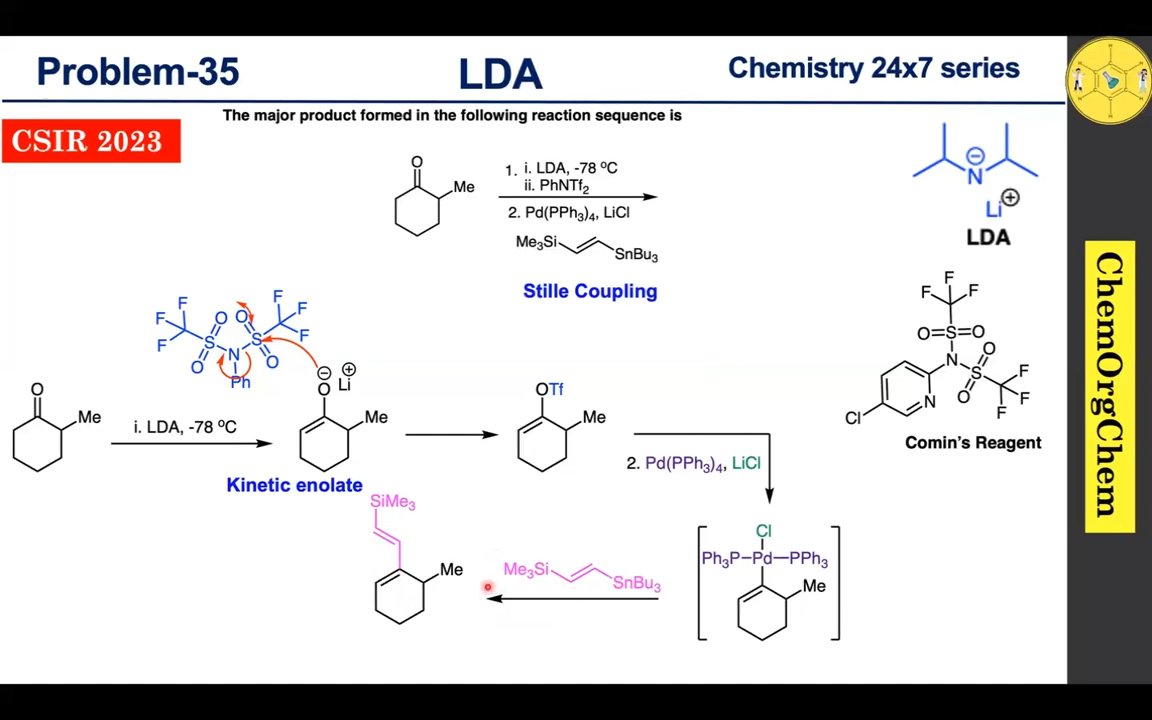 Problem-35
LDA
Chemistry 24x7 series
CSIR 2023
The major product formed in the following reaction sequence is
O
Me
1. i. LDA, -78 ºC
ii. PhNTf2
2. Pd(PPh3)4, LiCl
Me3Si
SnBu3
Stille Coupling
N
Li
LDA
F
F
F
O
O
S
N
Ph
S
O
O
F
F
F
O
Me
i. LDA, -78 ºC
O
Li
Me
Kinetic enolate
OTf
Me
2. Pd(PPh3)4, LiCl
Cl
Ph3P-Pd-PPh3
Me
Me3Si
SnBu3
SiMe3
Me
F
F
F
O=S=O
N
O
S
O
F
F
F
Cl
N
Comin's Reagent
ChemOrgChem
H
H
H
H
H
H